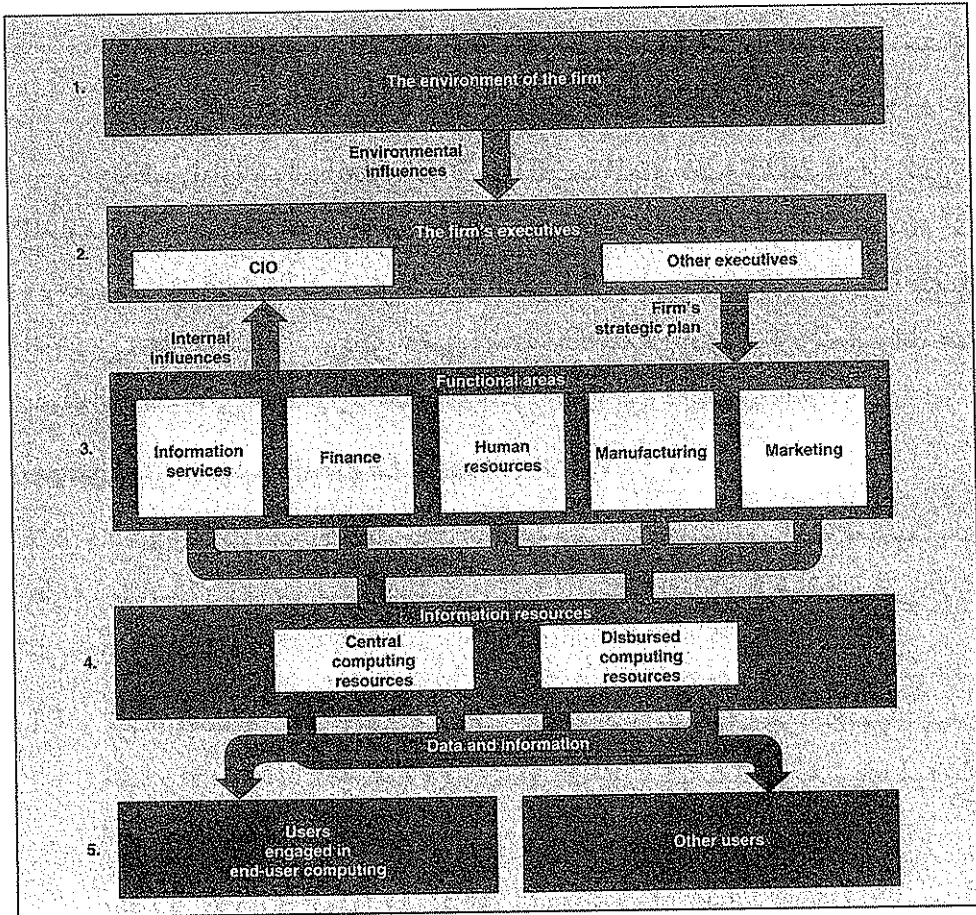 1.
The environment of the firm
Environmental
influences
2.
The firm's executives
CIO
Other executives
Internal
influences
Firm's
strategic plan
Functional areas
3.
Information
services
Finance
Human
resources
Manufacturing
Marketing
Information resources
4.
Central
computing
resources
Disbursed
computing
resources
Data and information
5.
Users
engaged in
end-user computing
Other users